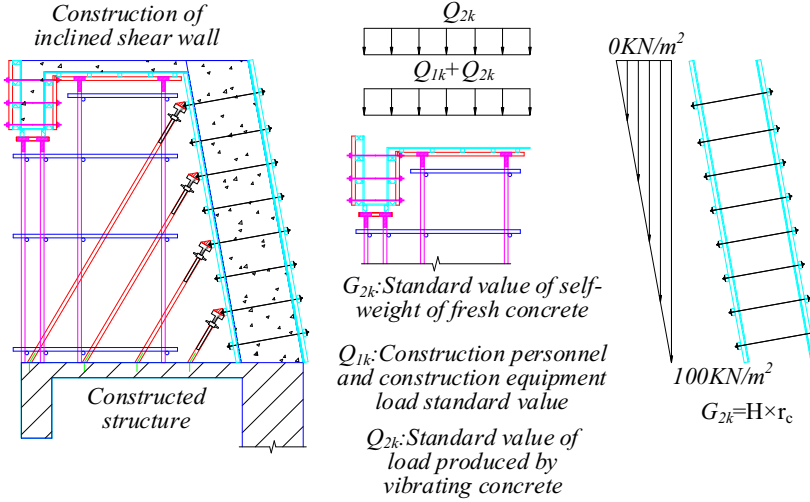 Construction of
inclined shear wall
Constructed
structure
Q2k
Q1k+Q2k
G2k:Standard value of self-
weight of fresh concrete
Q1k:Construction personnel
and construction equipment
load standard value
Q2k:Standard value of
load produced by
vibrating concrete
0KN/m²
100KN/m²
G2k=H×rc